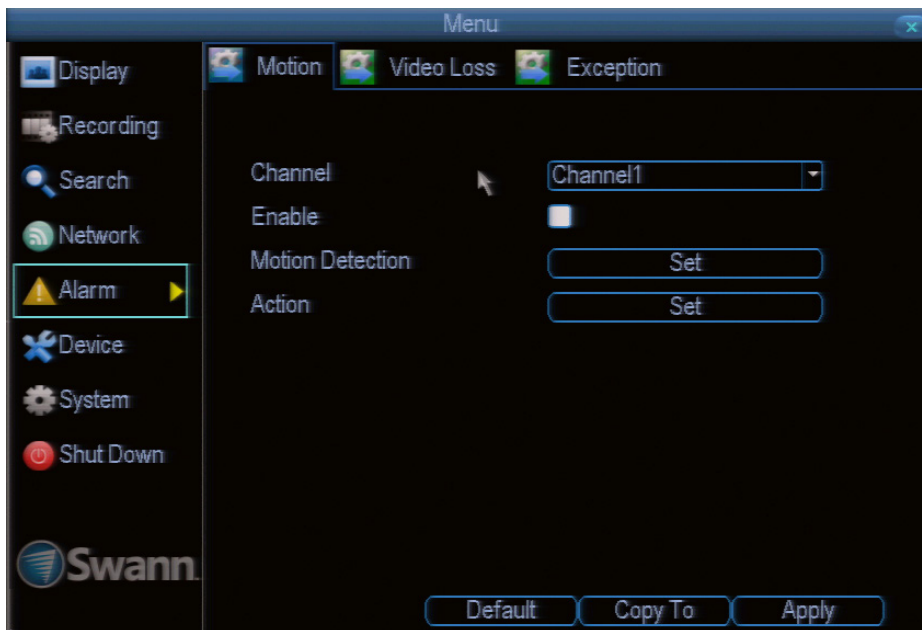 Menu
Display
Recording
Search
Network
Alarm
Device
System
Shut Down
Swann
Motion Video Loss Exception
Channel Channel1
Enable
Motion Detection Set
Action Set
Default Copy To Apply